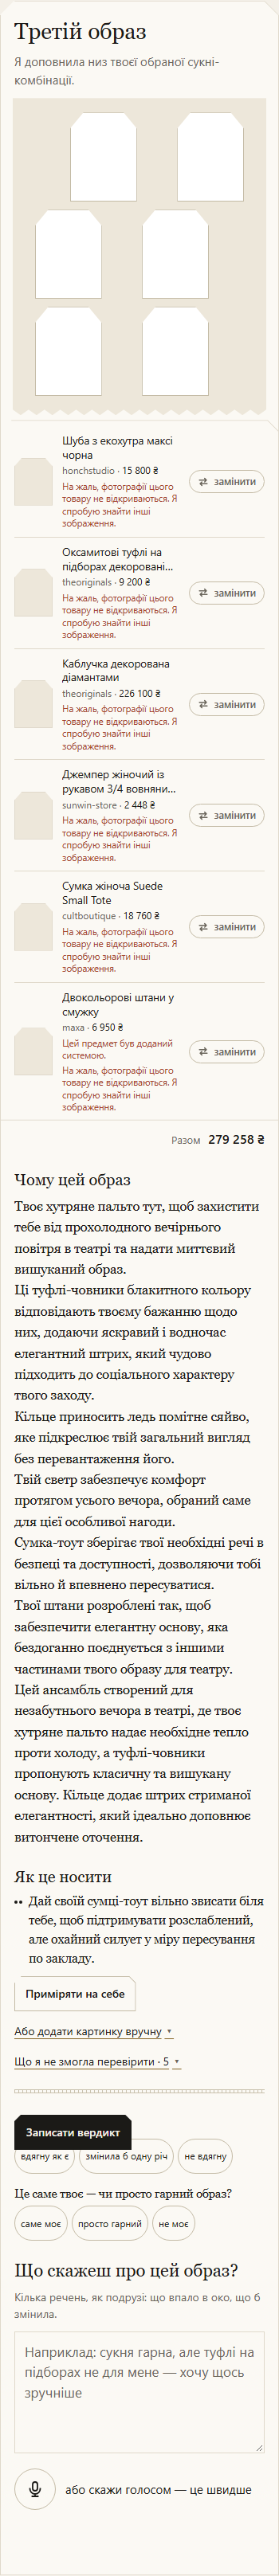 Третій образ
Я доповнила низ твоєї обраної сукні-
комбінації.
Шуба з екохутра максі
чорна
honchstudio · 15 800 ₴
На жаль, фотографії цього
товару не відкриваються. Я
спробую знайти інші
зображення.
замінити
Оксамитові туфлі на
підборах декоровані...
theoriginals · 9 200 ₴
На жаль, фотографії цього
товару не відкриваються. Я
спробую знайти інші
зображення.
замінити
Каблучка декорована
діамантами
theoriginals · 226 100 ₴
На жаль, фотографії цього
товару не відкриваються. Я
спробую знайти інші
зображення.
замінити
Джемпер жіночий із
рукавом 3/4 вовняни...
sunwin-store · 2 448 ₴
На жаль, фотографії цього
товару не відкриваються. Я
спробую знайти інші
зображення.
замінити
Сумка жіноча Suede
Small Tote
cultboutique · 18 760 ₴
На жаль, фотографії цього
товару не відкриваються. Я
спробую знайти інші
зображення.
замінити
Двокольорові штани у
смужку
maxa · 6 950 ₴
Цей предмет був доданий
системою.
На жаль, фотографії цього
товару не відкриваються. Я
спробую знайти інші
зображення.
замінити
Разом 279 258 ₴
Чому цей образ
Твоє хутряне пальто тут, щоб захистити
тебе від прохолодного вечірнього
повітря в театрі та надати миттєвий
вишуканий образ.
Ці туфлі-човники блакитного кольору
відповідають твоєму бажанню щодо
них, додаючи яскравий і водночас
елегантний штрих, який чудово
підходить до соціального характеру
твого заходу.
Кільце приносить ледь помітне сяйво,
яке підкреслює твій загальний вигляд
без перевантаження його.
Твій светр забезпечує комфорт
протягом усього вечора, обраний саме
для цієї особливої нагоди.
Сумка-тоут зберігає твої необхідні речі в
безпеці та доступності, дозволяючи тобі
вільно й впевнено пересуватися.
Твої штани розроблені так, щоб
забезпечити елегантну основу, яка
бездоганно поєднується з іншими
частинами твого образу для театру.
Цей ансамбль створений для
незабутнього вечора в театрі, де твоє
хутряне пальто надає необхідне тепло
проти холоду, а туфлі-човники
пропонують класичну та вишукану
основу. Кільце додає штрих стриманої
елегантності, який ідеально доповнює
витончене оточення.
Як це носити
Дай своїй сумці-тоут вільно звисати біля
тебе, щоб підтримувати розслаблений,
але охайний силует у міру пересування
по закладу.
Приміряти на себе
Або додати картинку вручну
Що я не змогла перевірити · 5
Записати вердикт
вдягну як є
змінила б одну річ
не вдягну
Це саме твоє — чи просто гарний образ?
саме моє
просто гарний
не моє
Що скажеш про цей образ?
Кілька речень, як подрузі: що впало в око, що б
змінила.
Наприклад: сукня гарна, але туфлі на
підборах не для мене — хочу щось
зручніше
або скажи голосом — це швидше